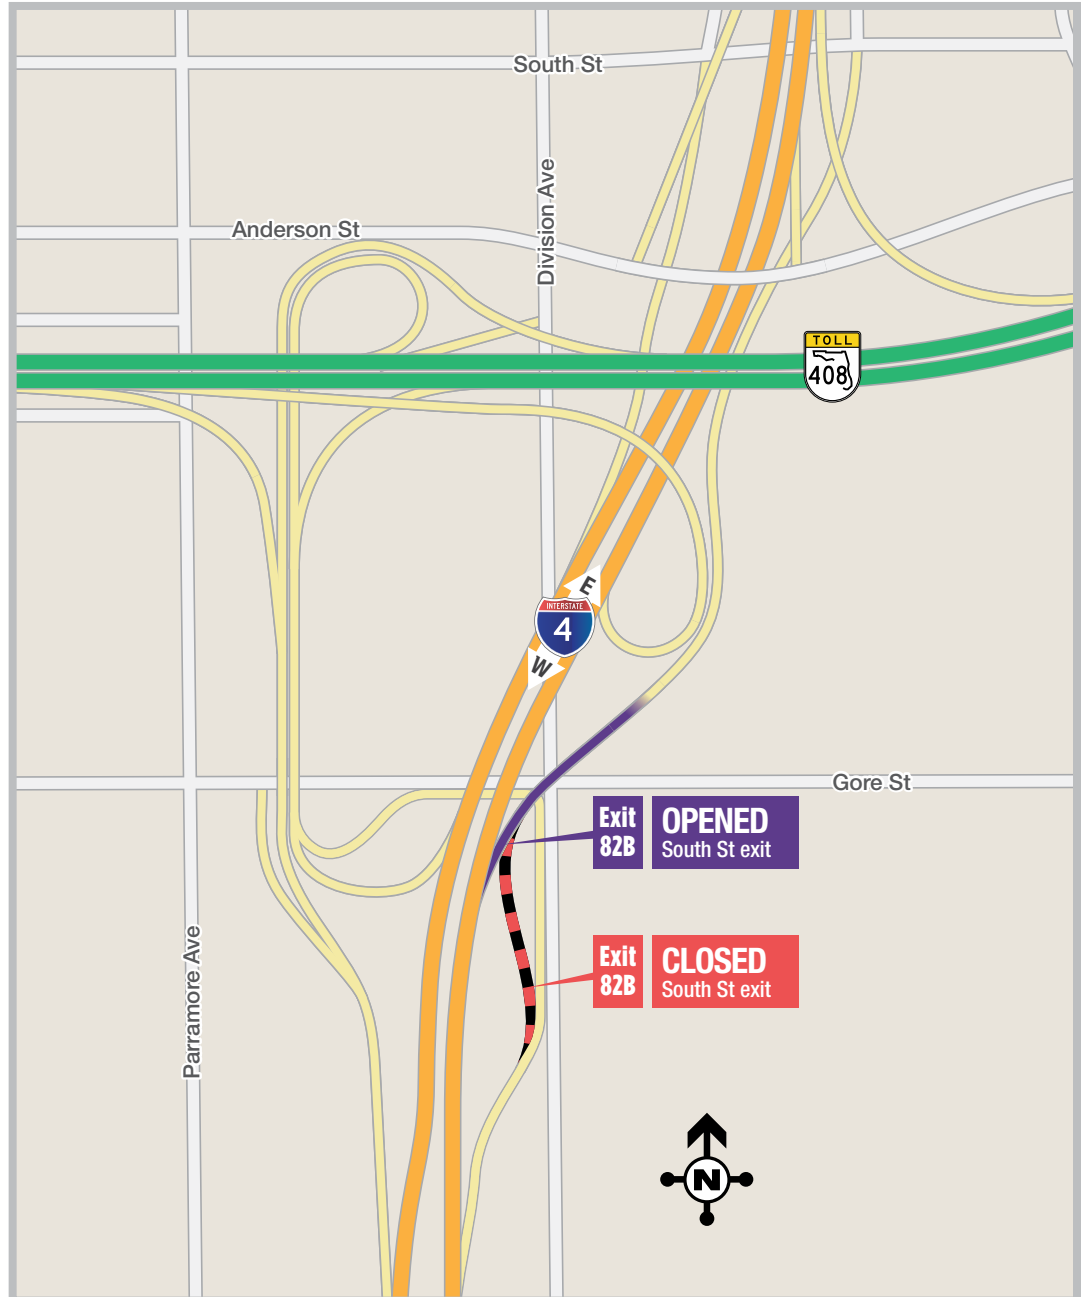 South St
Division Ave
Anderson St
TOLL
408
E
INTERSTATE
4
W
Gore St
Exit
82B
OPENED
South St exit
Exit
82B
CLOSED
South St exit
Parramore Ave
N